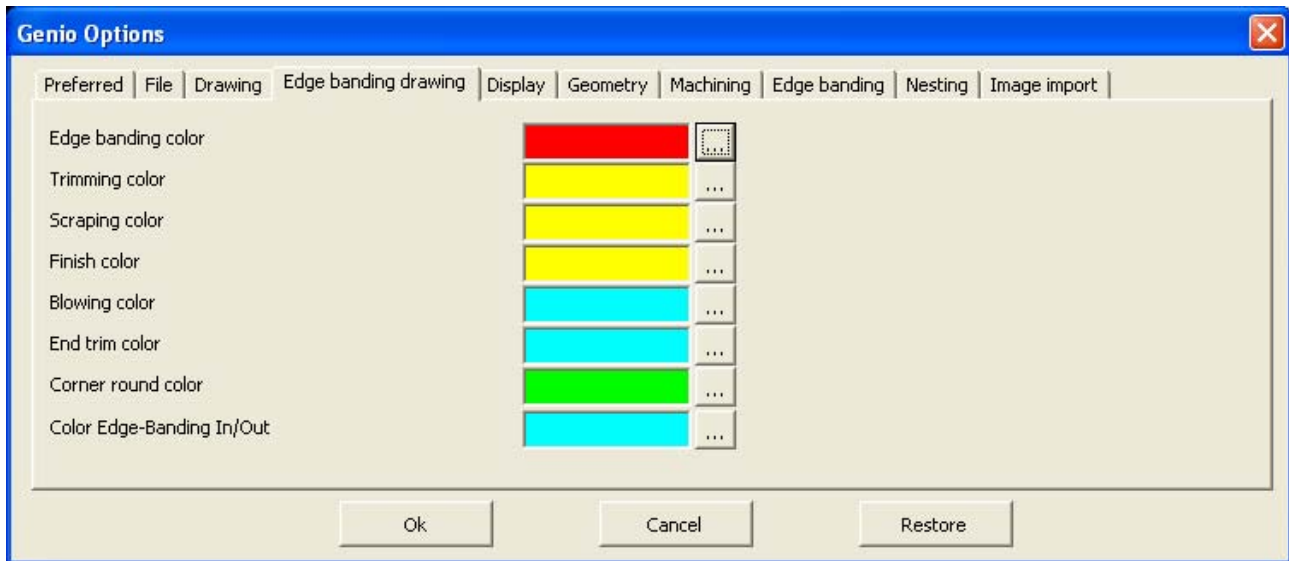 Genio Options
Preferred File Drawing Edge banding drawing Display Geometry Machining Edge banding Nesting Image import
Edge banding color ...
Trimming color ...
Scraping color ...
Finish color ...
Blowing color ...
End trim color ...
Corner round color ...
Color Edge-Banding In/Out ...
Ok Cancel Restore